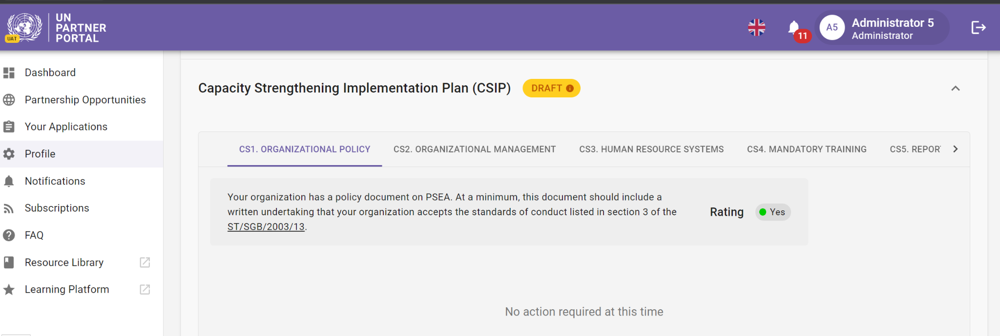 UN
PARTNER
PORTAL
UAT
11
A5
Administrator 5
Administrator
Dashboard
Partnership Opportunities
Your Applications
Profile
Notifications
Subscriptions
FAQ
Resource Library
Learning Platform
Capacity Strengthening Implementation Plan (CSIP)
DRAFT
CS1. ORGANIZATIONAL POLICY
CS2. ORGANIZATIONAL MANAGEMENT
CS3. HUMAN RESOURCE SYSTEMS
CS4. MANDATORY TRAINING
CS5. REPOR
Your organization has a policy document on PSEA. At a minimum, this document should include a
written undertaking that your organization accepts the standards of conduct listed in section 3 of the
ST/SGB/2003/13.
Rating
Yes
No action required at this time